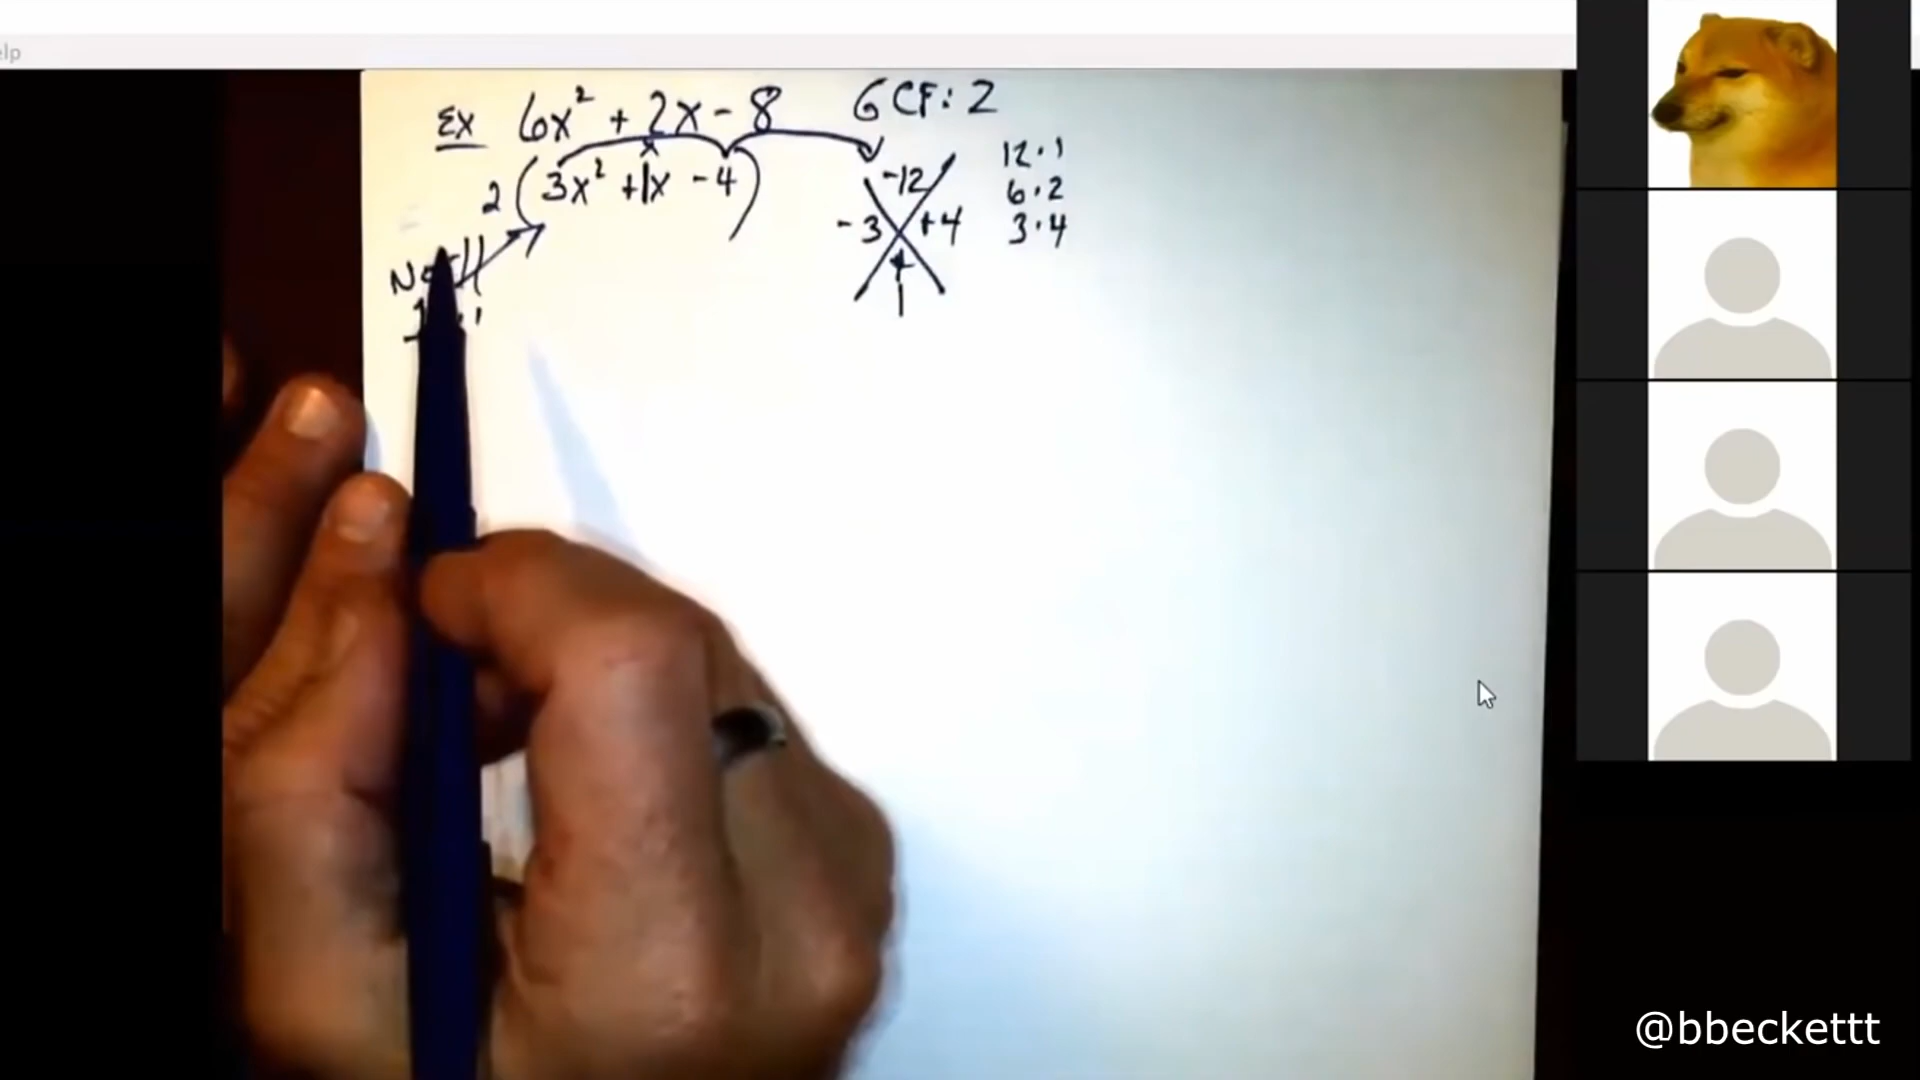 elp
Ex 6x² + 2x - 8 GCF: 2
2(3x² + 1x - 4)
-12
-3 +4
+
1
12·1
6·2
3·4
@bbeckettt